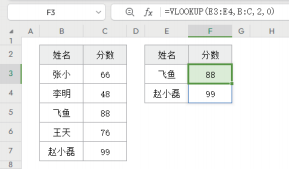 F3 fx =VLOOKUP(E3:E4,B:C,2,0)
A B C D E F G H
1
2 姓名 分数 姓名 分数
3 张小 66 飞鱼 88
4 李明 48 赵小磊 99
5 飞鱼 88
6 王天 76
7 赵小磊 99
8